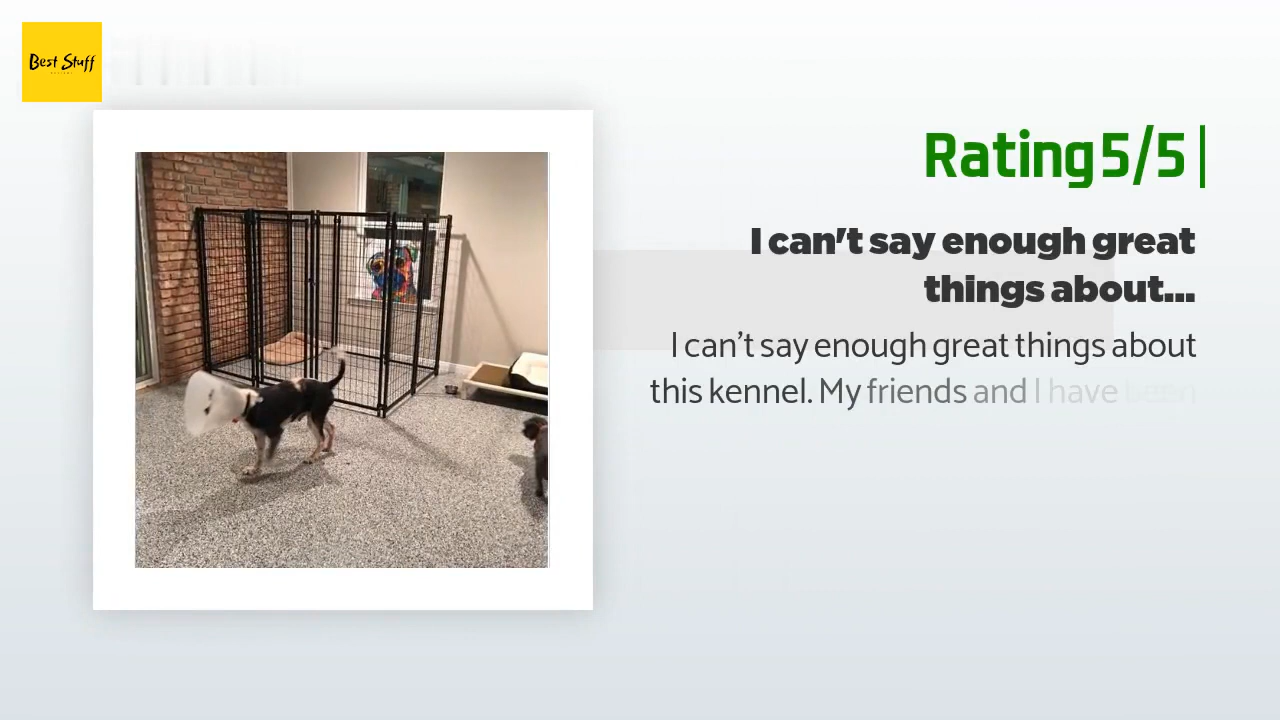 Best Stuff
Rating 5/5
I can't say enough great
things about...
I can't say enough great things about
this kennel. My friends and I have been